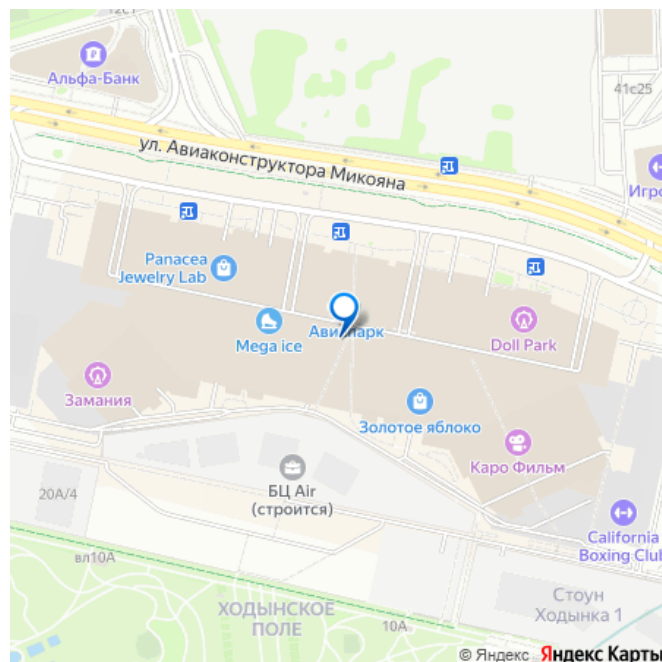 12с1
Альфа-Банк
41с25
ул. Авиаконструктора Микояна
Игро
Panacea
Jewelry Lab
Mega ice
Авиапарк
Doll Park
Замания
Золотое яблоко
Каро Фильм
БЦ Air
(строится)
20А/4
California
Boxing Club
вл10А
Стоун
Ходынка 1
ХОДЫНСКОЕ
ПОЛЕ
10А
© Яндекс Яндекс Карты